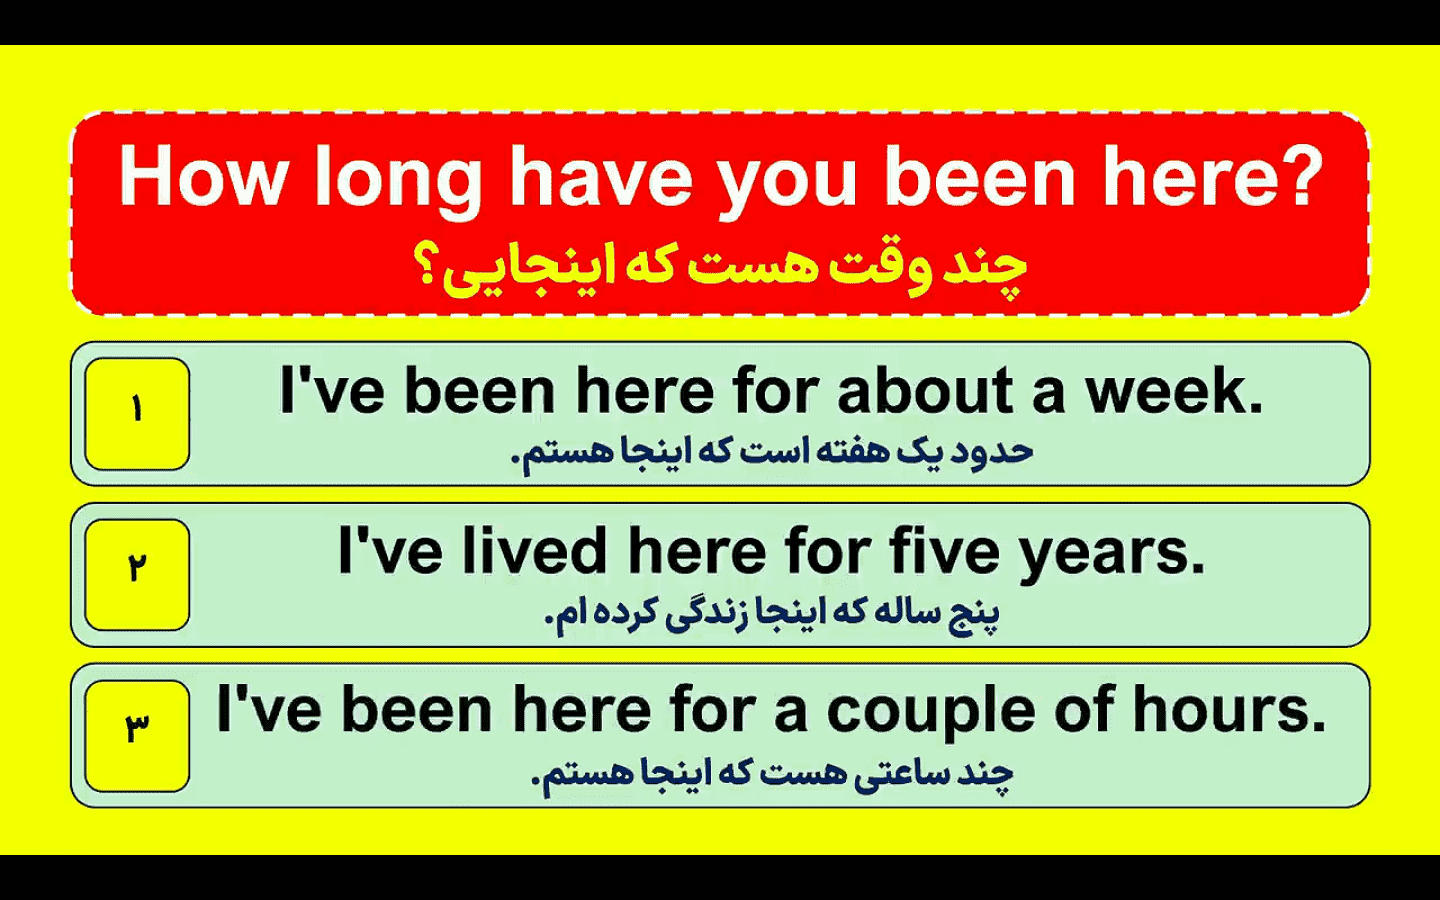 How long have you been here?
چند وقت هست که اینجایی؟
۱
I've been here for about a week.
حدود یک هفته است که اینجا هستم.
۲
I've lived here for five years.
پنج ساله که اینجا زندگی کرده ام.
۳
I've been here for a couple of hours.
چند ساعتی هست که اینجا هستم.